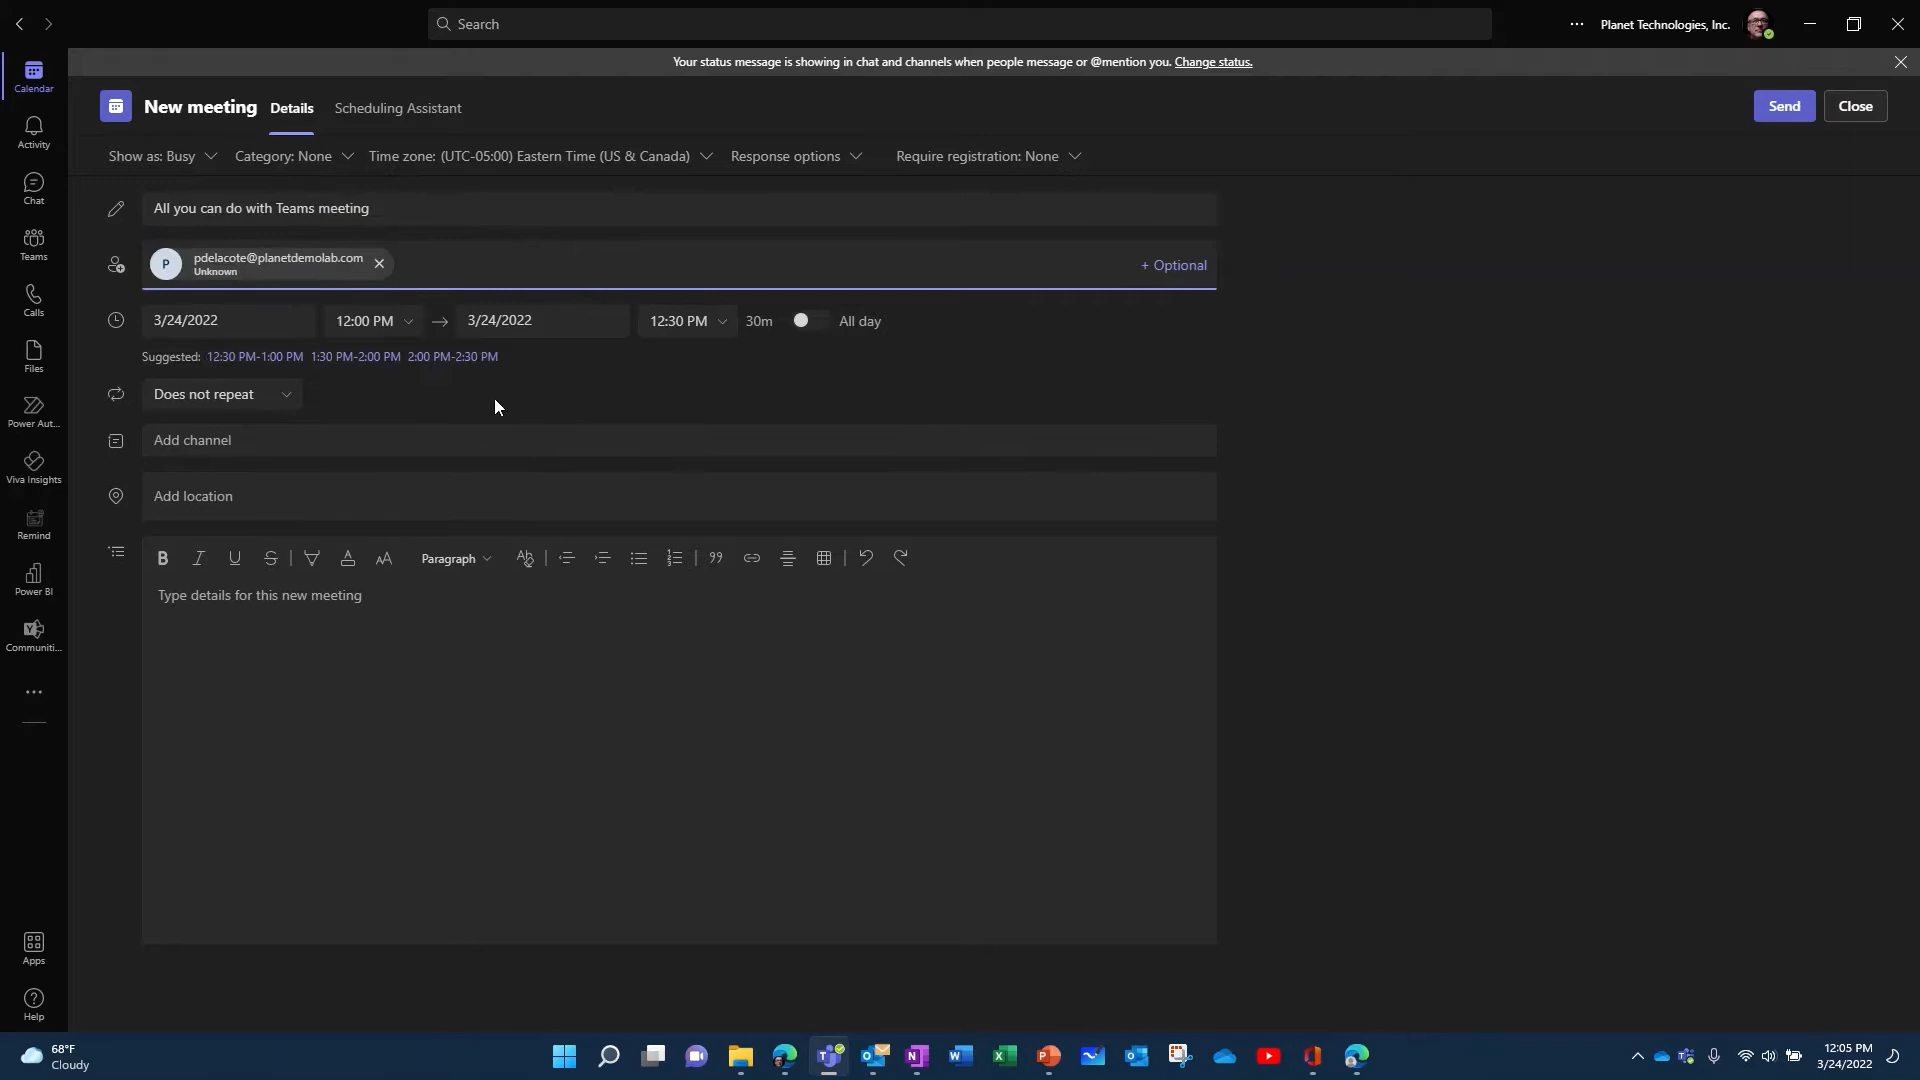 Search
Planet Technologies, Inc.
Your status message is showing in chat and channels when people message or @mention you. Change status.
Calendar
Activity
Chat
Teams
Calls
Files
Power Aut...
Viva Insights
Remind
Power BI
Communiti...
Apps
Help
New meeting Details Scheduling Assistant
Send Close
Show as: Busy Category: None Time zone: (UTC-05:00) Eastern Time (US & Canada) Response options Require registration: None
All you can do with Teams meeting
P pdelacote@planetdemolab.com
Unknown
+ Optional
3/24/2022 12:00 PM 3/24/2022 12:30 PM 30m All day
Suggested: 12:30 PM-1:00 PM 1:30 PM-2:00 PM 2:00 PM-2:30 PM
Does not repeat
Add channel
Add location
Paragraph
Type details for this new meeting
68°F
Cloudy
12:05 PM
3/24/2022